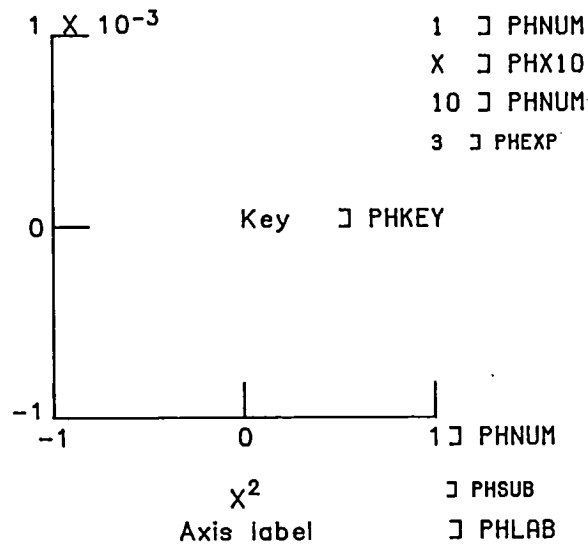 1 X 10-3
1 ] PHNUM
X ] PHX10
10 ] PHNUM
3 ] PHEXP
0 Key ] PHKEY
-1
-1 0 1 ] PHNUM
X2 ] PHSUB
Axis label ] PHLAB